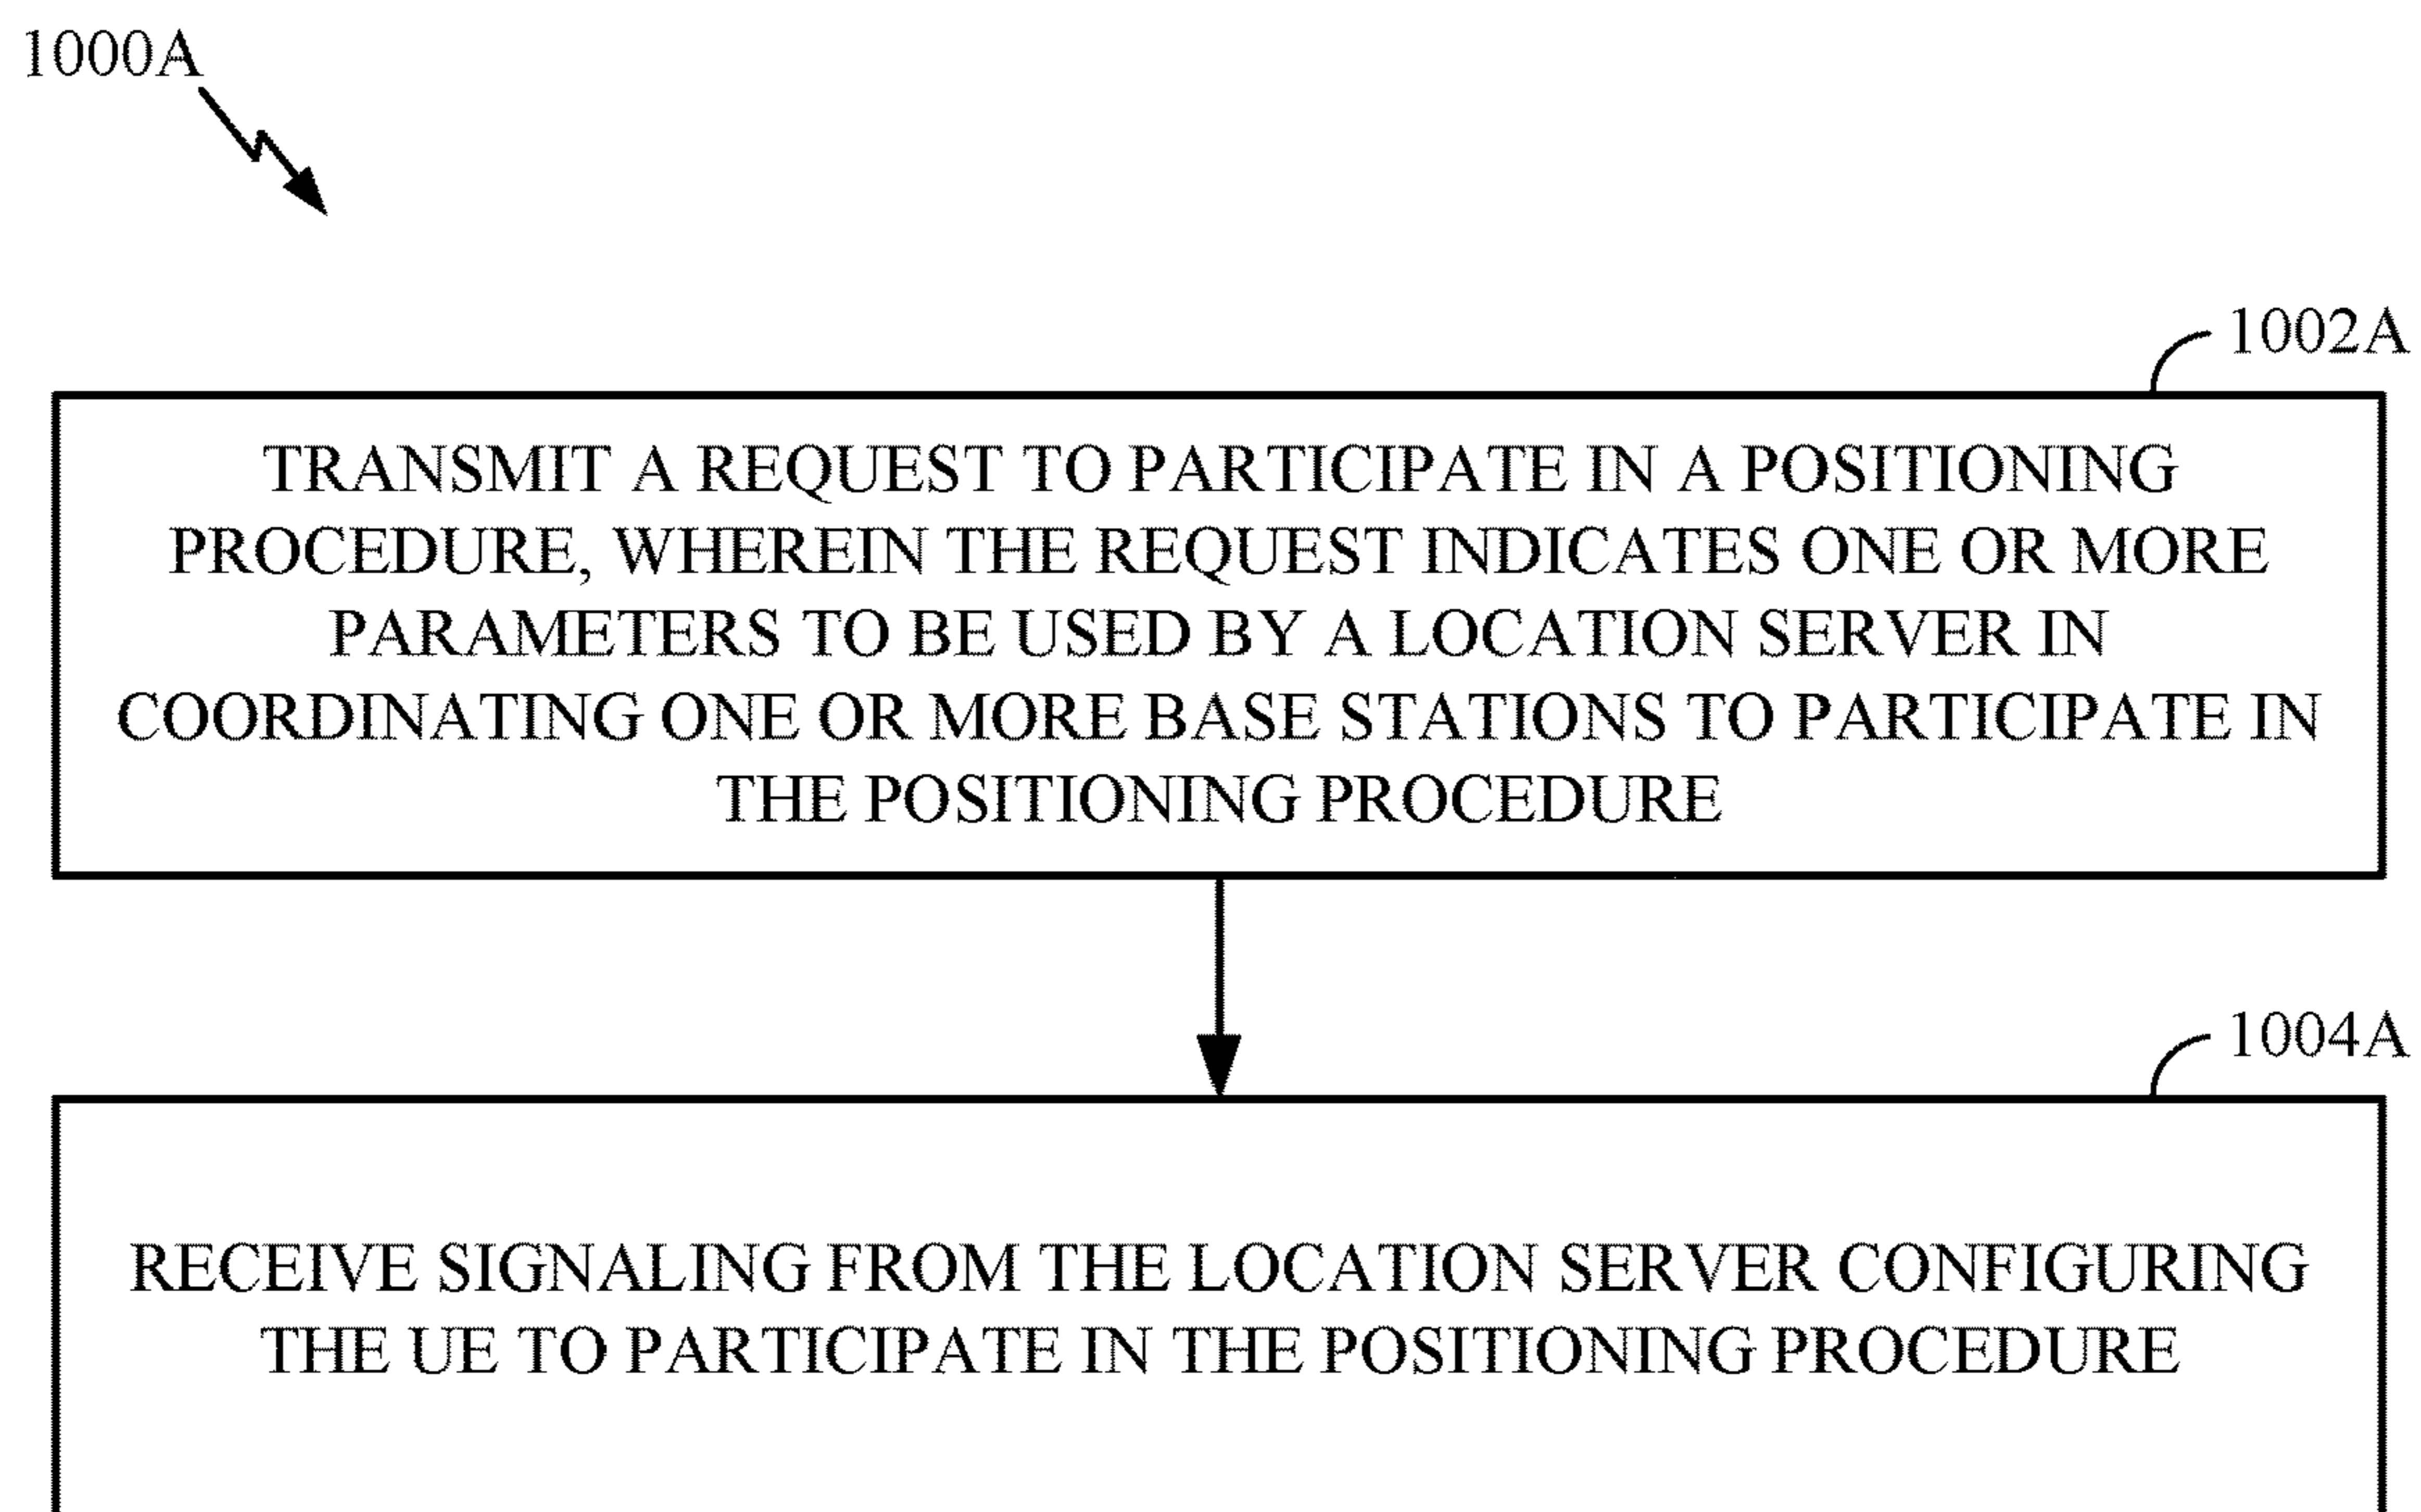 1000A
1002A
TRANSMIT A REQUEST TO PARTICIPATE IN A POSITIONING
PROCEDURE, WHEREIN THE REQUEST INDICATES ONE OR MORE
PARAMETERS TO BE USED BY A LOCATION SERVER IN
COORDINATING ONE OR MORE BASE STATIONS TO PARTICIPATE IN
THE POSITIONING PROCEDURE
1004A
RECEIVE SIGNALING FROM THE LOCATION SERVER CONFIGURING
THE UE TO PARTICIPATE IN THE POSITIONING PROCEDURE